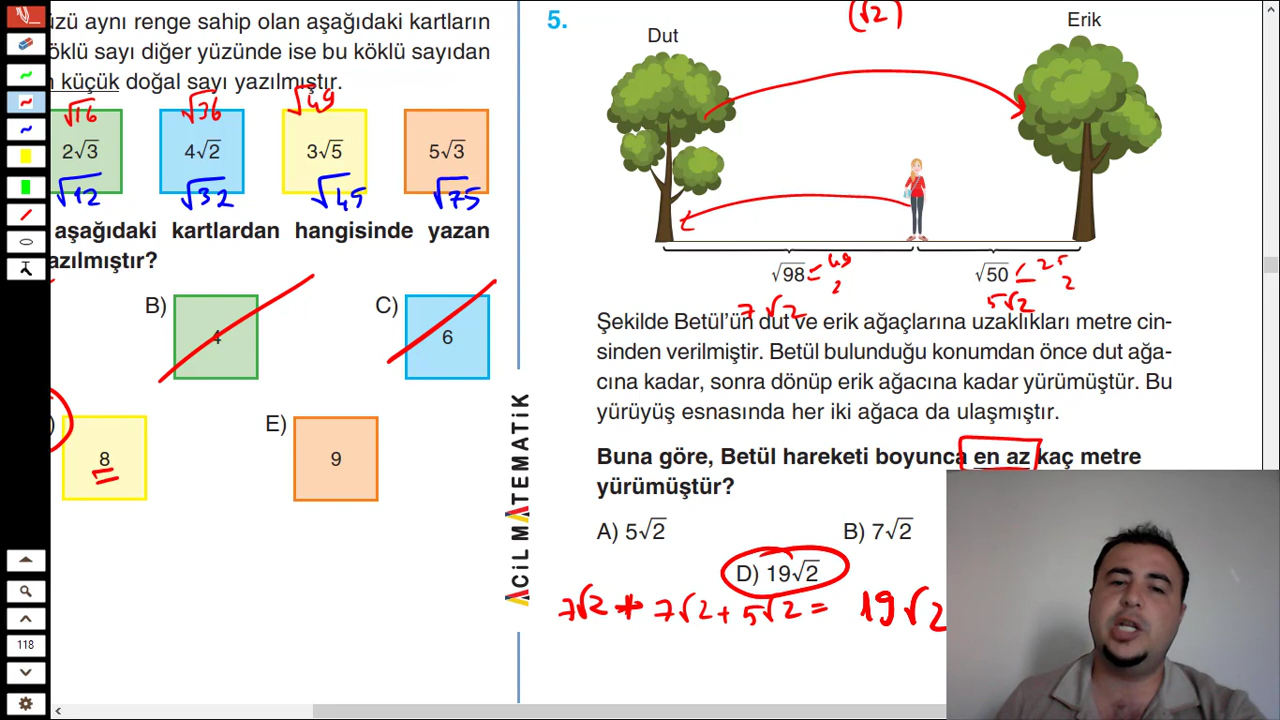 üzü aynı renge sahip olan aşağıdaki kartların
öklü sayı diğer yüzünde ise bu köklü sayıdan
n küçük doğal sayı yazılmıştır.
√16 √36 √49
2√3 4√2 3√5 5√3
√12 √32 √45 √75
aşağıdaki kartlardan hangisinde yazan
azılmıştır?
B) 4
C) 6
8
E) 9
ACİL MATEMATİK
5.
(√2)
Dut
Erik
√98 49
2
7√2
√50 25
2
5√2
Şekilde Betül'ün dut ve erik ağaçlarına uzaklıkları metre cin-
sinden verilmiştir. Betül bulunduğu konumdan önce dut ağa-
cına kadar, sonra dönüp erik ağacına kadar yürümüştür. Bu
yürüyüş esnasında her iki ağaca da ulaşmıştır.
Buna göre, Betül hareketi boyunca en az kaç metre
yürümüştür?
A) 5√2 B) 7√2
D) 19√2
7√2 + 7√2 + 5√2 = 19√2
118